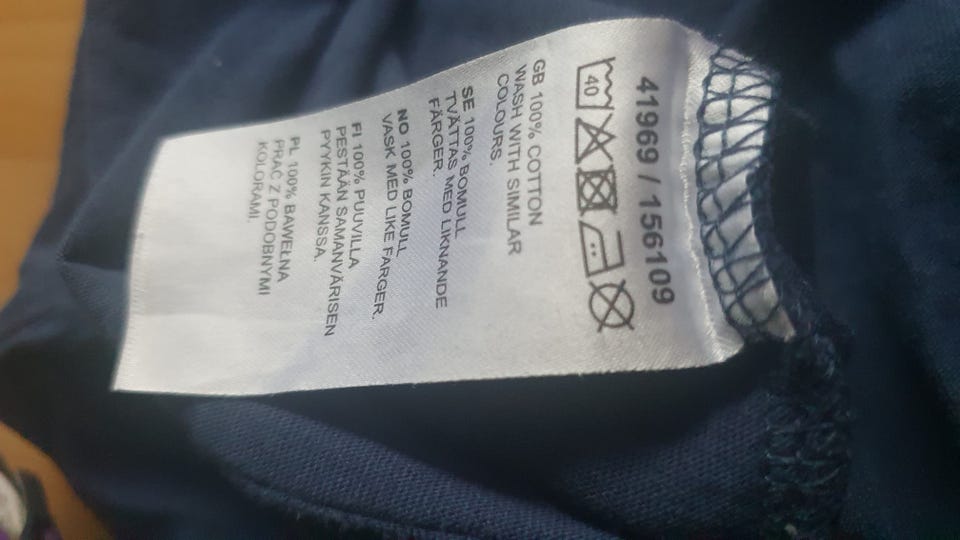 41969 / 156109
40
GB 100% COTTON
WASH WITH SIMILAR
COLOURS.
SE 100% BOMULL
TVÄTTAS MED LIKNANDE
FÄRGER.
NO 100% BOMULL
VASK MED LIKE FARGER.
FI 100% PUUVILLA
PESTÄÄN SAMANVÄRISEN
PYYKIN KANSSA.
PL 100% BAWEŁNA
PRAĆ Z PODOBNYMI
KOLORAMI.